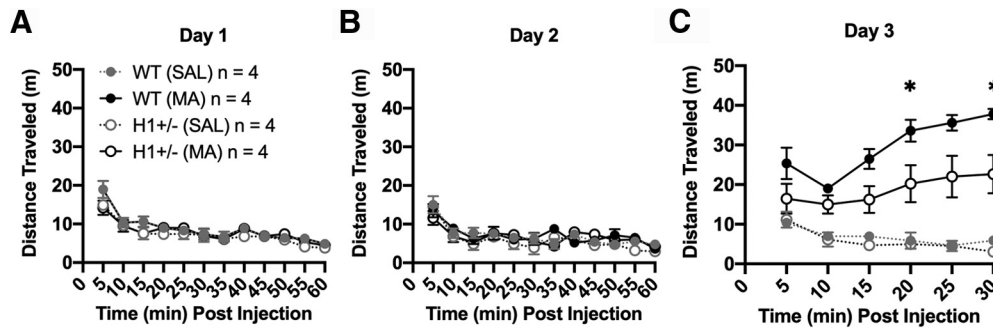 A
Day 1
Distance Traveled (m)
50
40
30
20
10
0
WT (SAL) n = 4
WT (MA) n = 4
H1+/- (SAL) n = 4
H1+/- (MA) n = 4
0 5 10 15 20 25 30 35 40 45 50 55 60
Time (min) Post Injection
B
Day 2
Distance Traveled (m)
50
40
30
20
10
0
0 5 10 15 20 25 30 35 40 45 50 55 60
Time (min) Post Injection
C
Day 3
Distance Traveled (m)
50
40
30
20
10
0
* *
0 5 10 15 20 25 30
Time (min) Post Injection